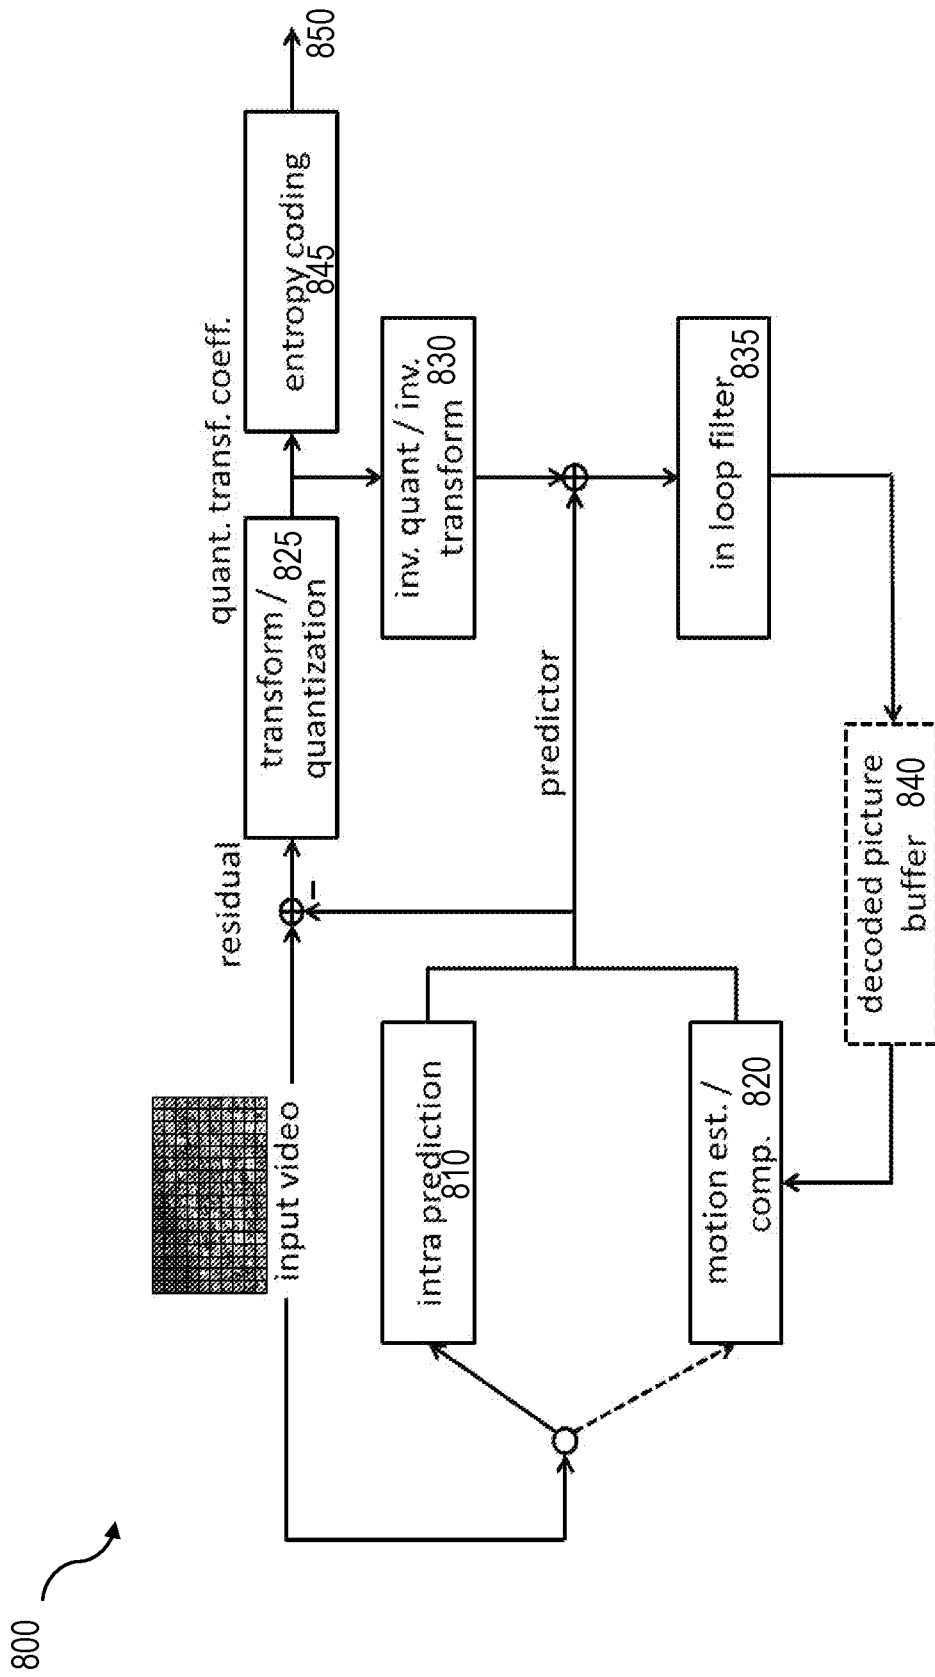 800
input video
residual
transform /
825
quantization
quant. transf. coeff.
entropy coding
845
850
intra prediction
810
predictor
inv. quant / inv.
transform 830
motion est. /
comp. 820
in loop filter
835
decoded picture
buffer 840
−